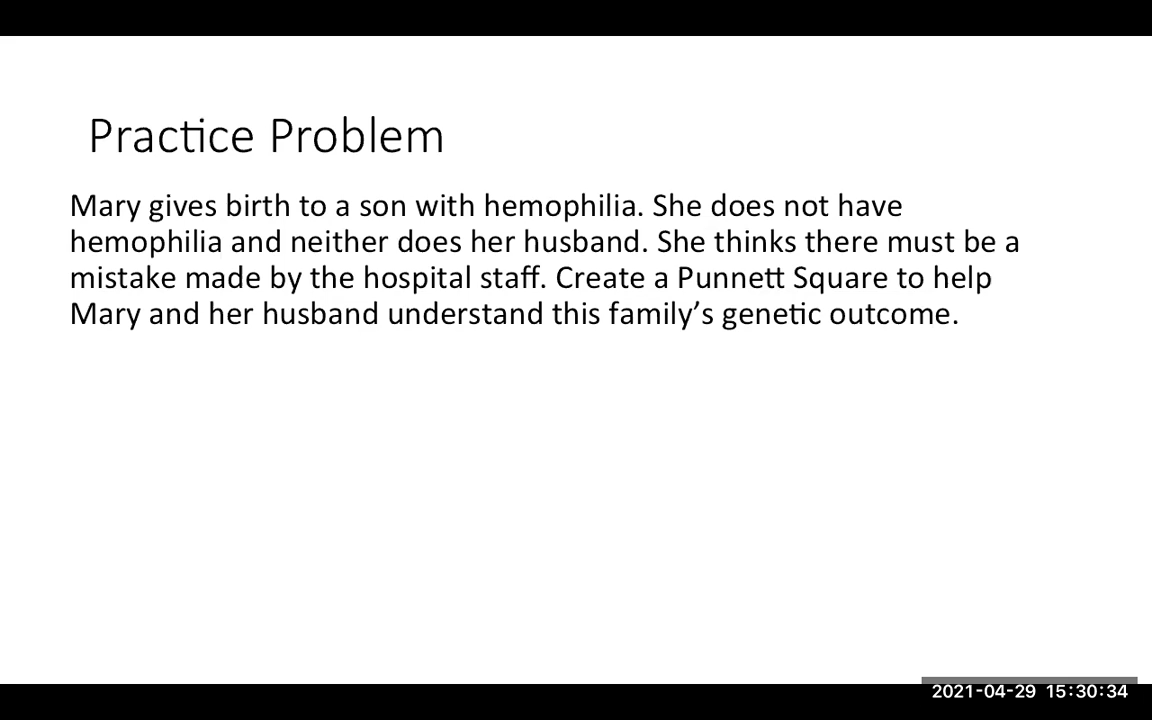 Practice Problem
Mary gives birth to a son with hemophilia. She does not have
hemophilia and neither does her husband. She thinks there must be a
mistake made by the hospital staff. Create a Punnett Square to help
Mary and her husband understand this family’s genetic outcome.
2021-04-29 15:30:34